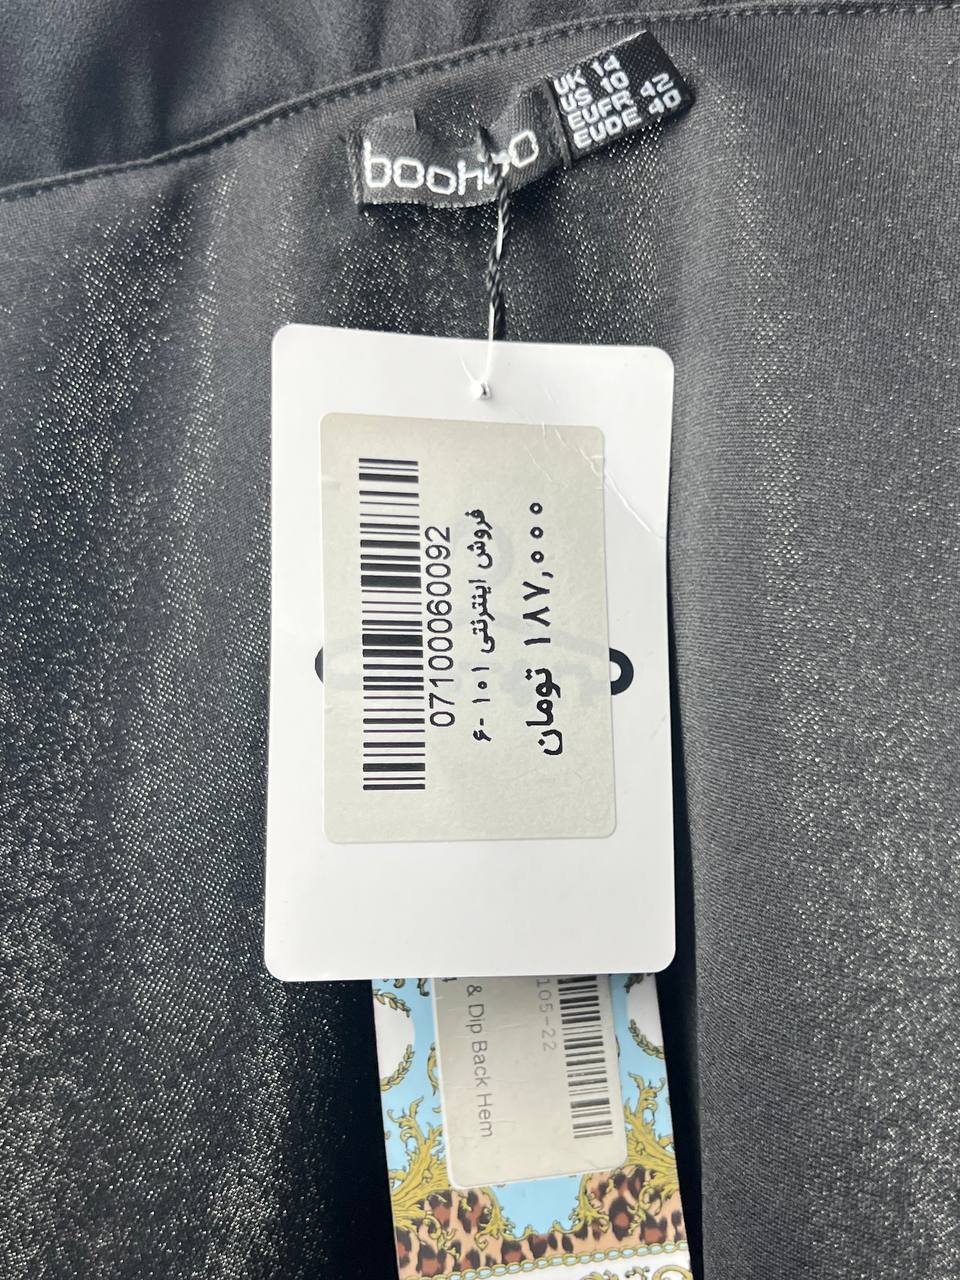 boohoo
UK 14
US 10
EUFR 42
EUDE 40
07100060092
فروش اینترنتی ۱۰۱-۶
۱۸۷,۰۰۰ تومان
105-22
& Dip Back Hem